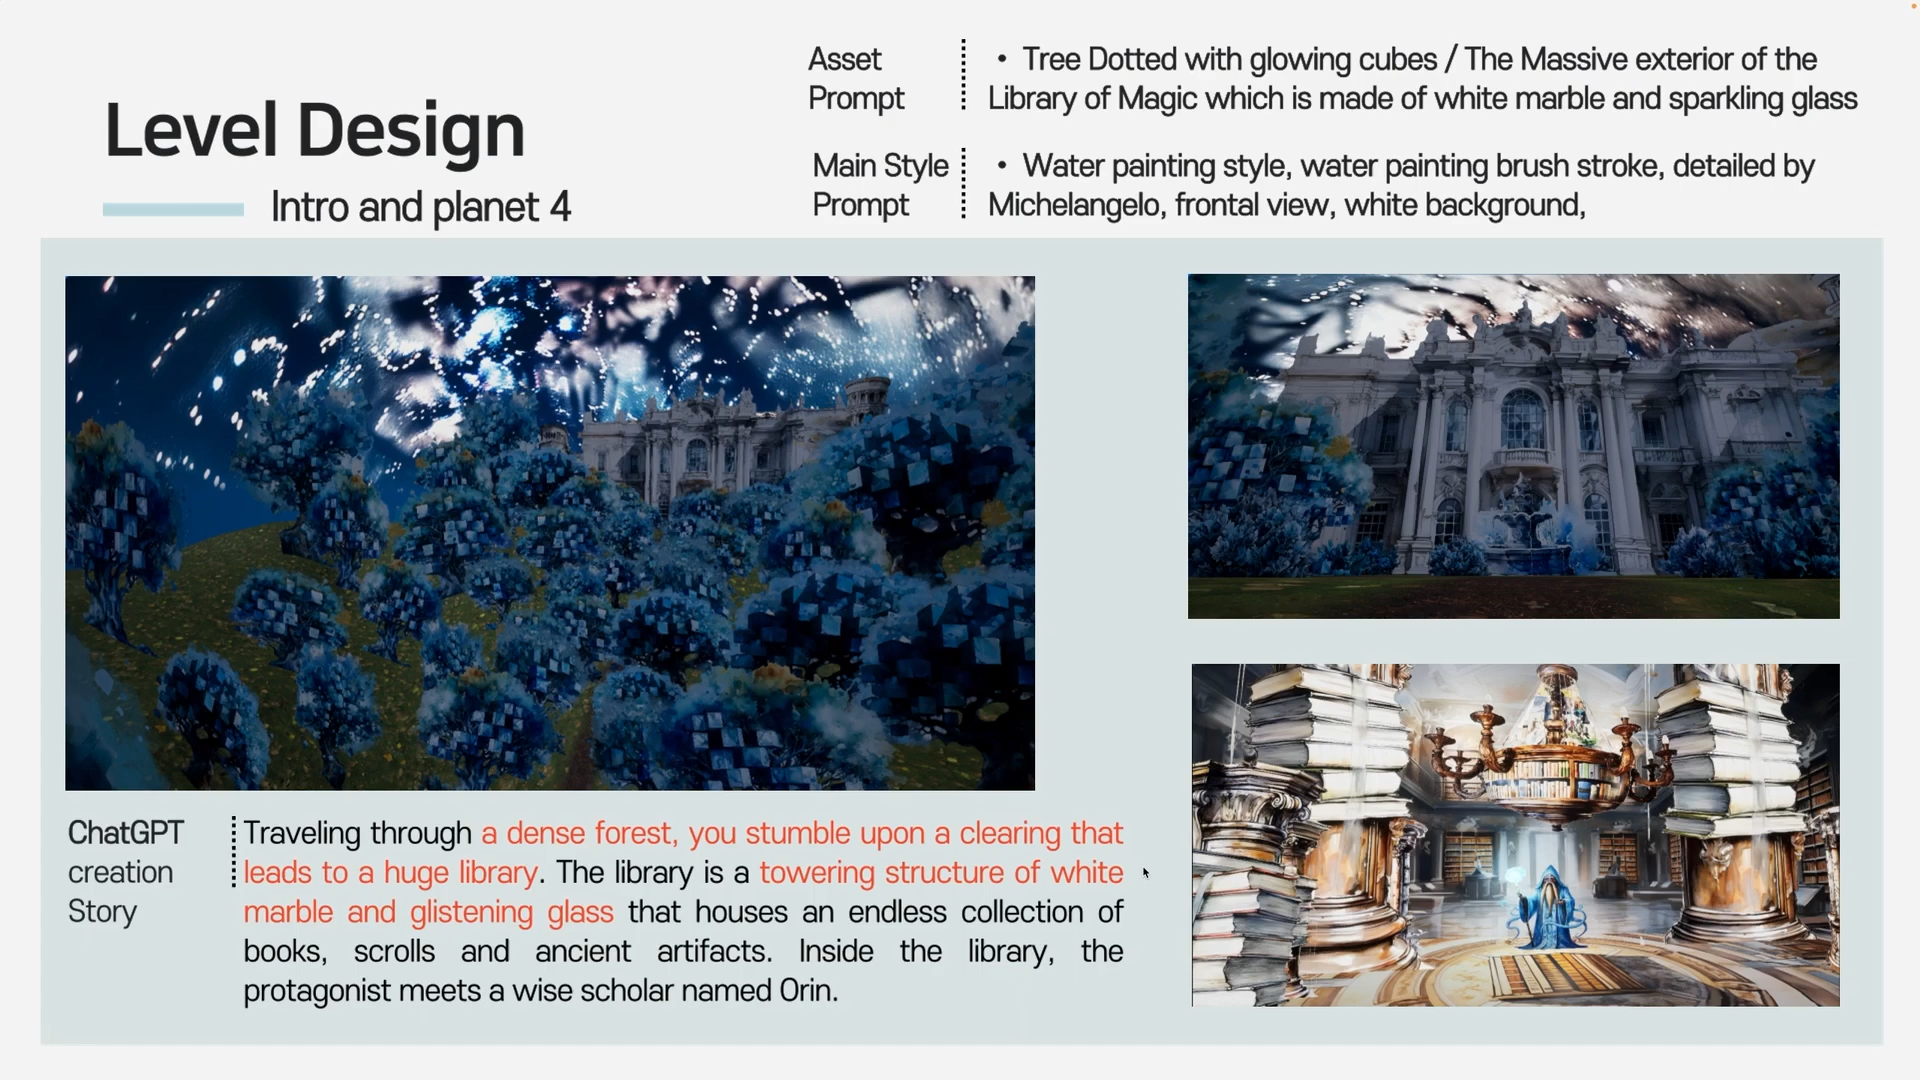 Level Design
Intro and planet 4
Asset
Prompt
• Tree Dotted with glowing cubes / The Massive exterior of the
Library of Magic which is made of white marble and sparkling glass
Main Style
Prompt
• Water painting style, water painting brush stroke, detailed by
Michelangelo, frontal view, white background,
ChatGPT
creation
Story
Traveling through a dense forest, you stumble upon a clearing that
leads to a huge library. The library is a towering structure of white
marble and glistening glass that houses an endless collection of
books, scrolls and ancient artifacts. Inside the library, the
protagonist meets a wise scholar named Orin.